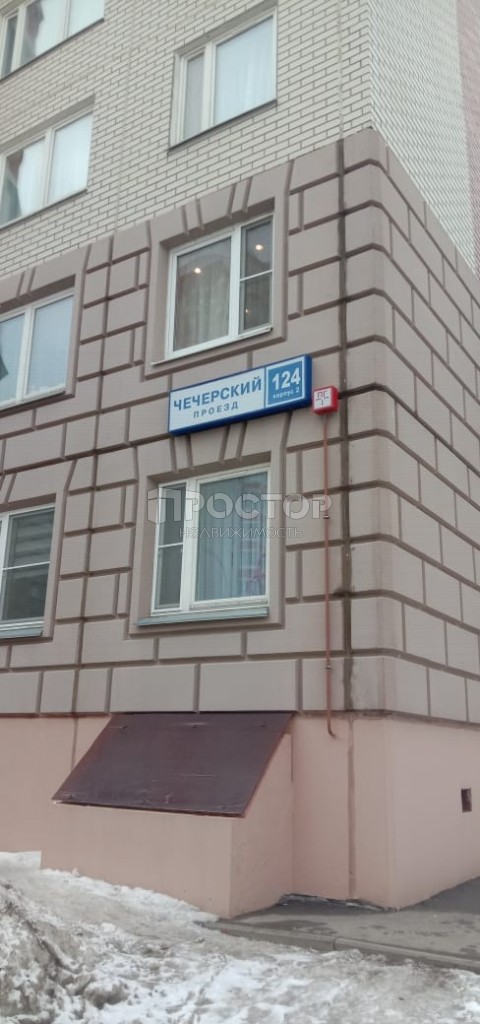 ЧЕЧЕРСКИЙ
ПРОЕЗД
124
корпус 2
ПРОСТОР
НЕДВИЖИМОСТЬ